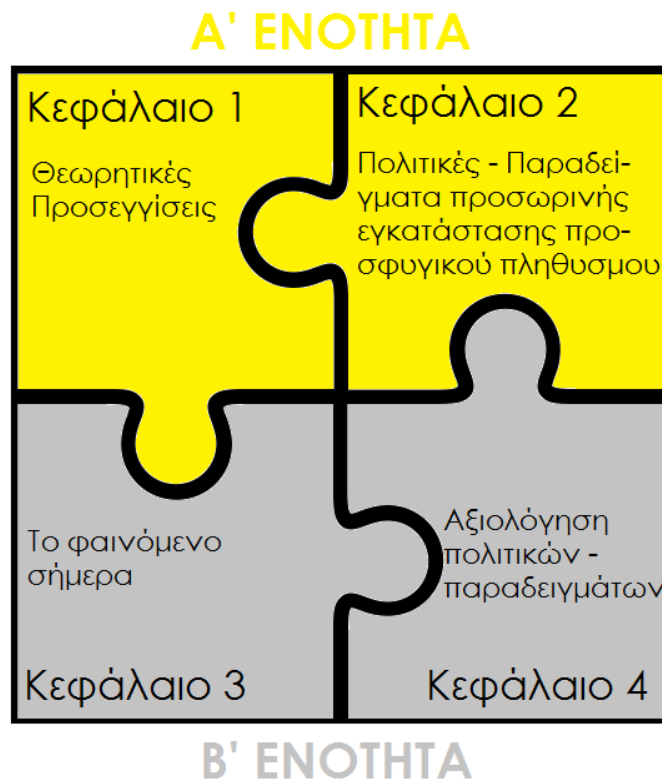 Α' ΕΝΟΤΗΤΑ
Κεφάλαιο 1
Θεωρητικές
Προσεγγίσεις
Κεφάλαιο 2
Πολιτικές - Παραδεί-
γματα προσωρινής
εγκατάστασης προ-
σφυγικού πληθυσμου
Το φαινόμενο
σήμερα
Κεφάλαιο 3
Αξιολόγηση
πολιτικών -
παραδειγμάτων
Κεφάλαιο 4
Β' ΕΝΟΤΗΤΑ